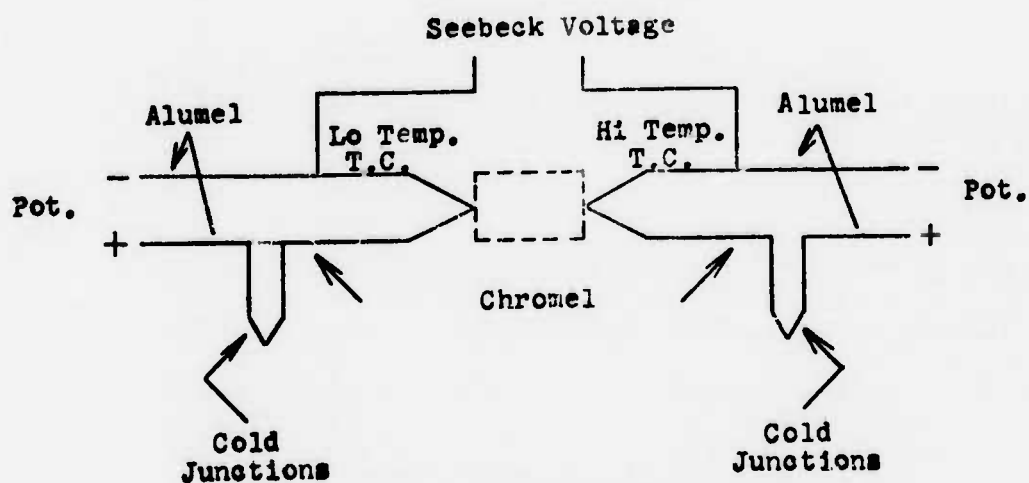 Seebeck Voltage
Alumel
Lo Temp.
T.C.
Hi Temp.
T.C.
Alumel
-
-
Pot.
Pot.
+
+
Chromel
Cold
Junctions
Cold
Junctions